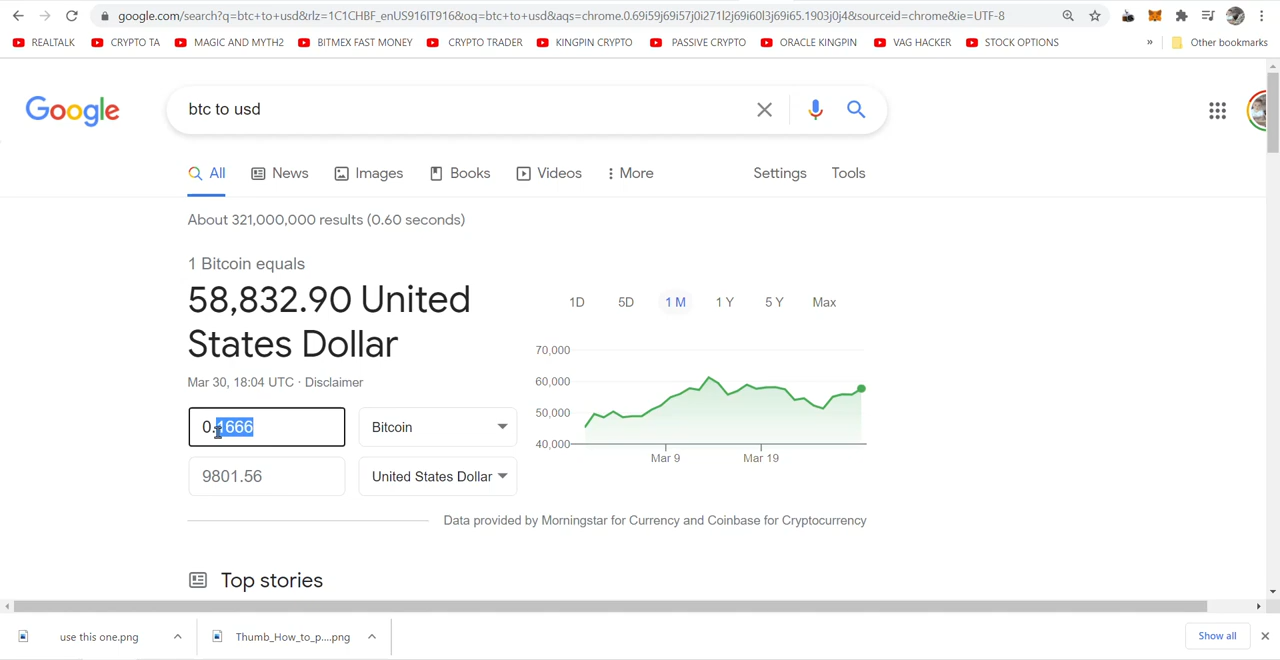 google.com/search?q=btc+to+usd&rlz=1C1CHBF_enUS916IT916&oq=btc+to+usd&aqs=chrome.0.69i59j69i57j0i271l2j69i60l3j69i65.1903j0j4&sourceid=chrome&ie=UTF-8
REALTALK CRYPTO TA MAGIC AND MYTH2 BITMEX FAST MONEY CRYPTO TRADER KINGPIN CRYPTO PASSIVE CRYPTO ORACLE KINGPIN VAG HACKER STOCK OPTIONS » Other bookmarks
Google btc to usd
All News Images Books Videos More Settings Tools
About 321,000,000 results (0.60 seconds)
1 Bitcoin equals
58,832.90 United
States Dollar
Mar 30, 18:04 UTC · Disclaimer
0.1666 Bitcoin
9801.56 United States Dollar
1D 5D 1 M 1 Y 5 Y Max
70,000
60,000
50,000
40,000
Mar 9 Mar 19
Data provided by Morningstar for Currency and Coinbase for Cryptocurrency
Top stories
use this one.png Thumb_How_to_p....png Show all